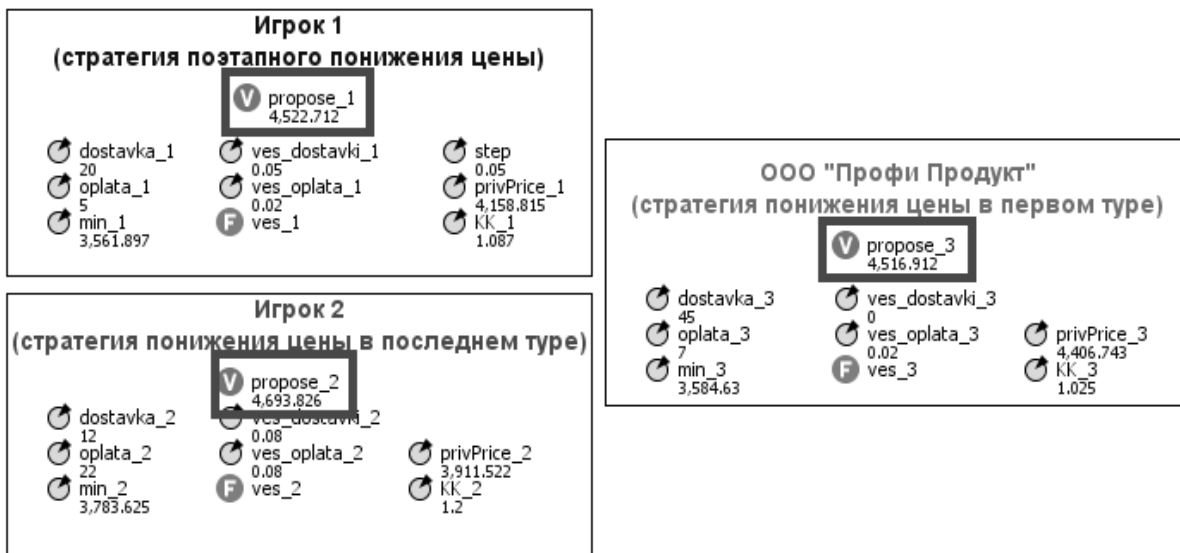 Игрок 1
(стратегия поэтапного понижения цены)
V propose_1
4,522.712
dostavka_1 ves_dostavki_1 step
20 0.05 0.05
oplata_1 ves_oplata_1 privPrice_1
5 0.02 4,158.815
min_1 F ves_1 KK_1
3,561.897 1.087
Игрок 2
(стратегия понижения цены в последнем туре)
V propose_2
4,693.826
dostavka_2 ves_dostavki_2
12 0.08
oplata_2 ves_oplata_2 privPrice_2
22 0.08 3,911.522
min_2 F ves_2 KK_2
3,783.625 1.2
ООО "Профи Продукт"
(стратегия понижения цены в первом туре)
V propose_3
4,516.912
dostavka_3 ves_dostavki_3
45 0
oplata_3 ves_oplata_3 privPrice_3
7 0.02 4,406.743
min_3 F ves_3 KK_3
3,584.63 1.025